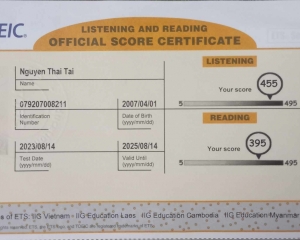 EIC.
LISTENING AND READING
OFFICIAL SCORE CERTIFICATE
Nguyen Thai Tai
Name
079207008211
2007/04/01
Identification
Number
Date of Birth
(yyyy/mm/dd)
2023/08/14
2025/08/14
Test Date
(yyyy/mm/dd)
Valid Until
(yyyy/mm/dd)
LISTENING
Your score
455
5
495
READING
Your score
395
5
495
s of ETS: IIG Vietnam - IIG Education Laos IIG Education Cambodia IIG Education Myanmar